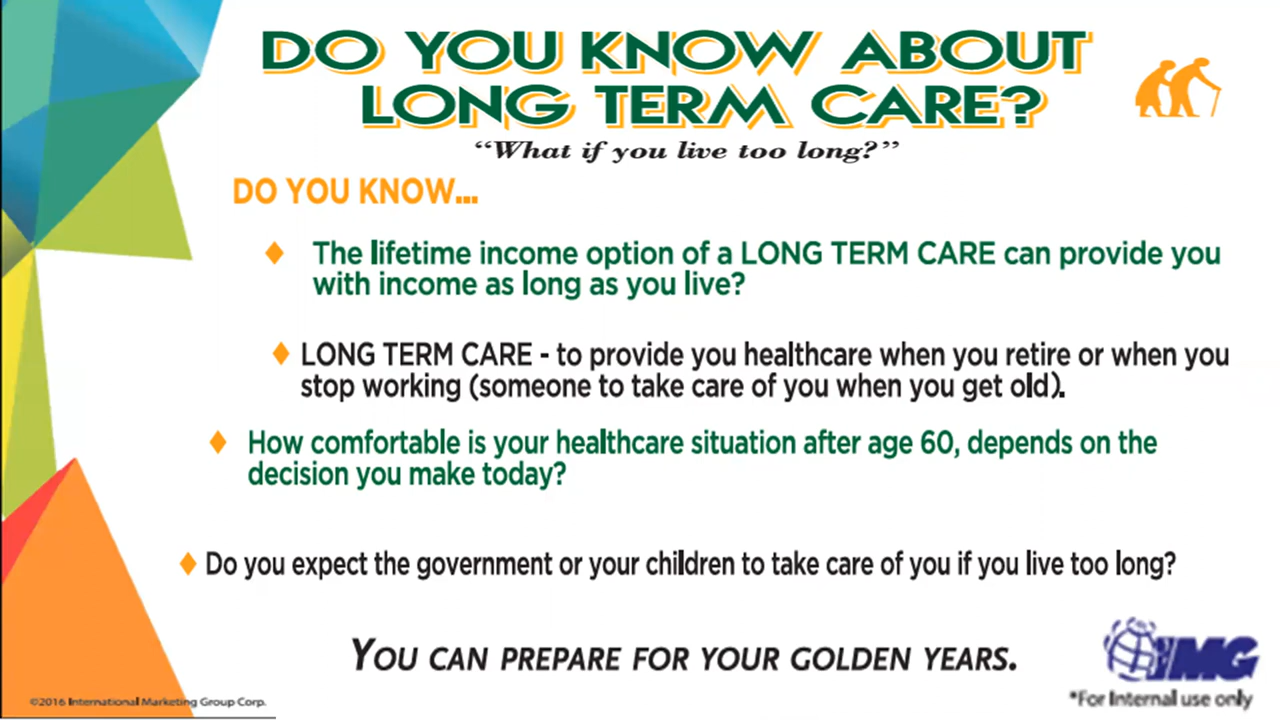 DO YOU KNOW ABOUT
LONG TERM CARE?
“What if you live too long?”
DO YOU KNOW...
The lifetime income option of a LONG TERM CARE can provide you
with income as long as you live?
LONG TERM CARE - to provide you healthcare when you retire or when you
stop working (someone to take care of you when you get old).
How comfortable is your healthcare situation after age 60, depends on the
decision you make today?
Do you expect the government or your children to take care of you if you live too long?
YOU CAN PREPARE FOR YOUR GOLDEN YEARS.
IMG
*For Internal use only
©2016 International Marketing Group Corp.